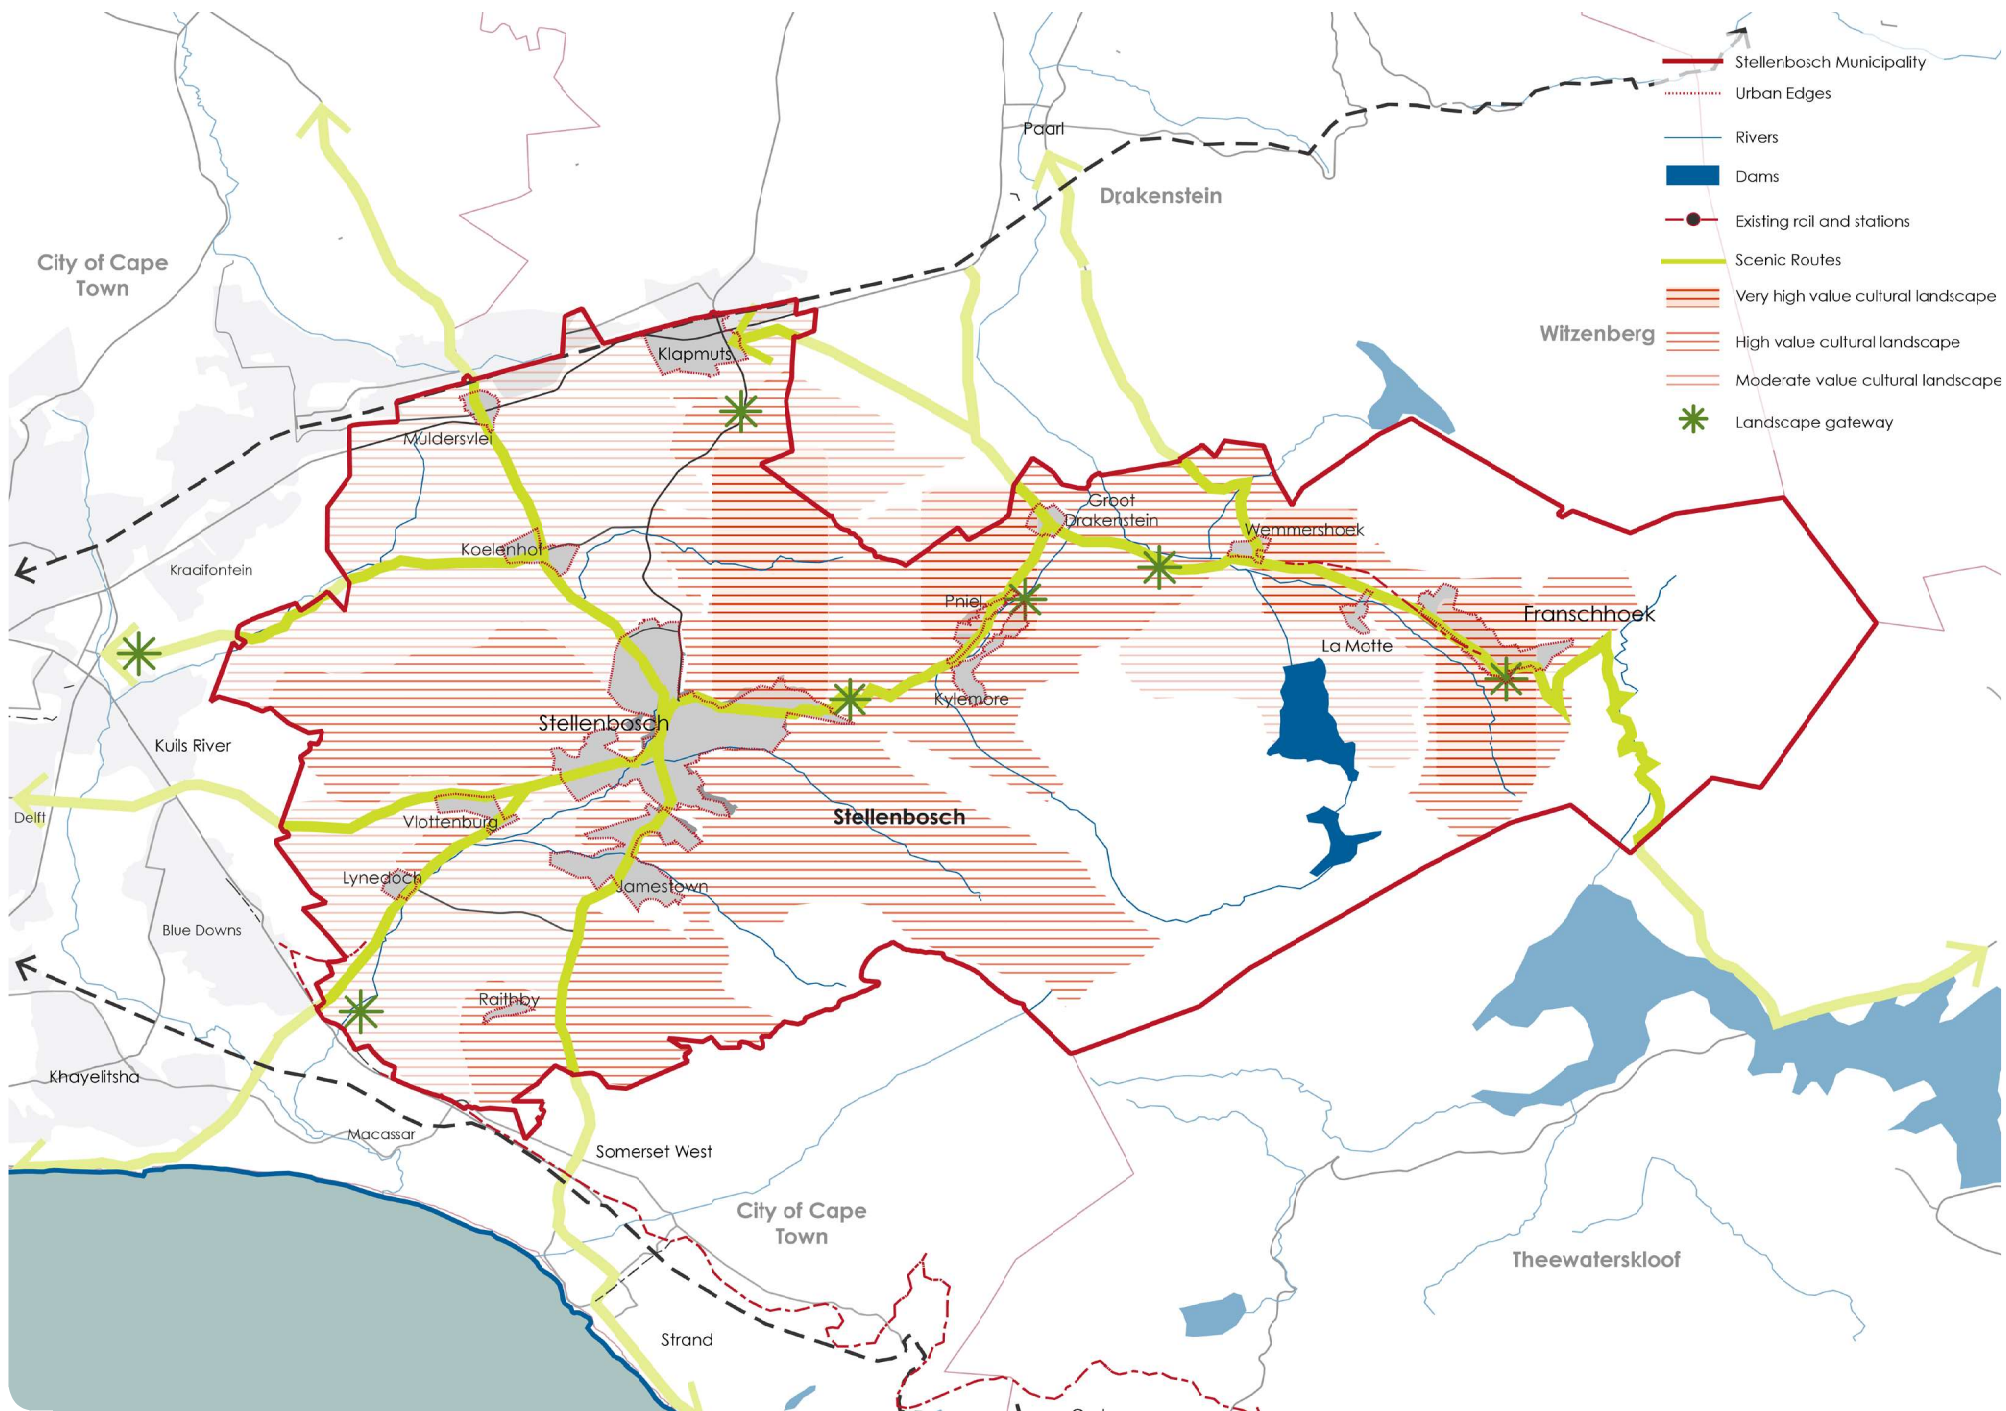 Stellenbosch Municipality
Urban Edges
Rivers
Dams
Existing rcil and stations
Scenic Routes
Very high value cultural landscape
High value cultural landscape
Moderate value cultural landscape
Landscape gateway
Paarl
Drakenstein
City of Cape
Town
Witzenberg
Klapmuts
Muldersvlei
Groot
Drakenstein
Wemmershoek
Koelenhof
Kraaifontein
Pniel
Franschhoek
La Motte
Kylemore
Stellenbosch
Kuils River
Stellenbosch
Delft
Vlottenburg
Lynedoch
Jamestown
Blue Downs
Raithby
Khayelitsha
Macassar
Somerset West
City of Cape
Town
Theewaterskloof
Strand